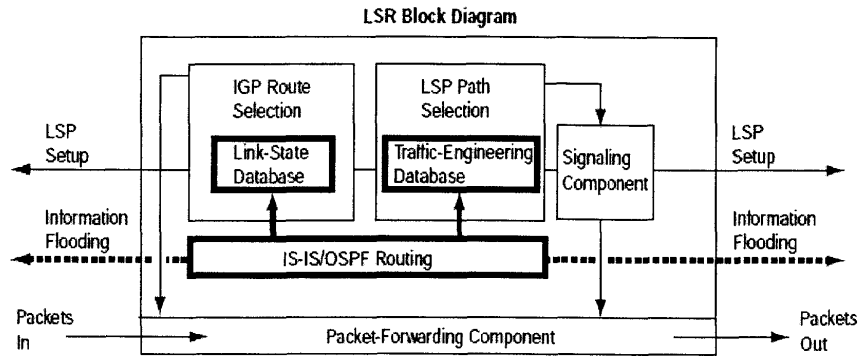 LSR Block Diagram
IGP Route
Selection
LSP Path
Selection
LSP
Setup
Link-State
Database
Traffic-Engineering
Database
Signaling
Component
LSP
Setup
Information
Flooding
IS-IS/OSPF Routing
Information
Flooding
Packets
In
Packet-Forwarding Component
Packets
Out